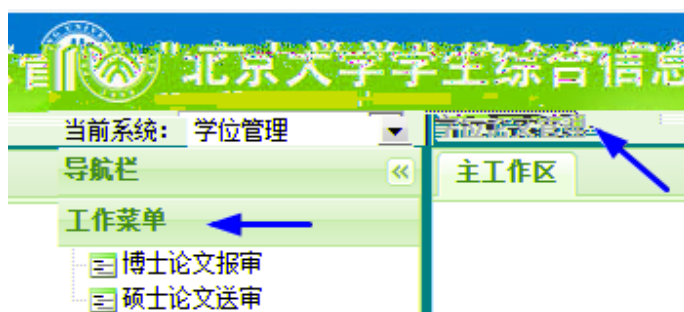 北京大学学生综合信息
当前系统： 学位管理
导航栏
主工作区
工作菜单
博士论文报审
硕士论文送审